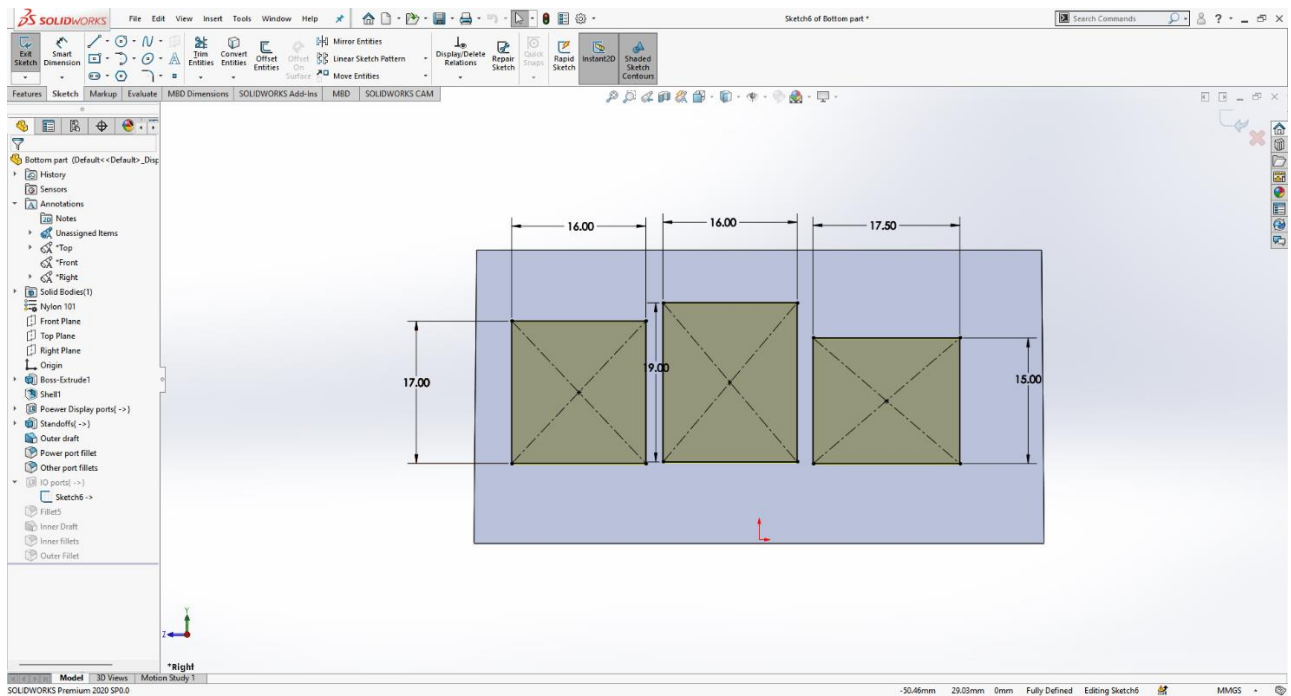 SOLIDWORKS File Edit View Insert Tools Window Help Sketch6 of Bottom part * Search Commands
Exit Sketch Smart Dimension Trim Entities Convert Entities Offset Entities Offset On Surface Mirror Entities Linear Sketch Pattern Move Entities Display/Delete Relations Repair Sketch Quick Snaps Rapid Sketch Instant2D Shaded Sketch Contours
Features Sketch Markup Evaluate MBD Dimensions SOLIDWORKS Add-Ins MBD SOLIDWORKS CAM
Bottom part (Default<<Default>_Disp
History
Sensors
Annotations
Notes
Unassigned Items
*Top
*Front
*Right
Solid Bodies(1)
Nylon 101
Front Plane
Top Plane
Right Plane
Origin
Boss-Extrude1
Shell1
Poewer Display ports( ->)
Standoffs( ->)
Outer draft
Power port fillet
Other port fillets
IO ports( ->)
Sketch6 ->
Fillet5
Inner Draft
Inner fillets
Outer Fillet
16.00 16.00 17.50
17.00 19.00 15.00
Y
Z
*Right
Model 3D Views Motion Study 1
SOLIDWORKS Premium 2020 SP0.0 -50.46mm 29.03mm 0mm Fully Defined Editing Sketch6 MMGS